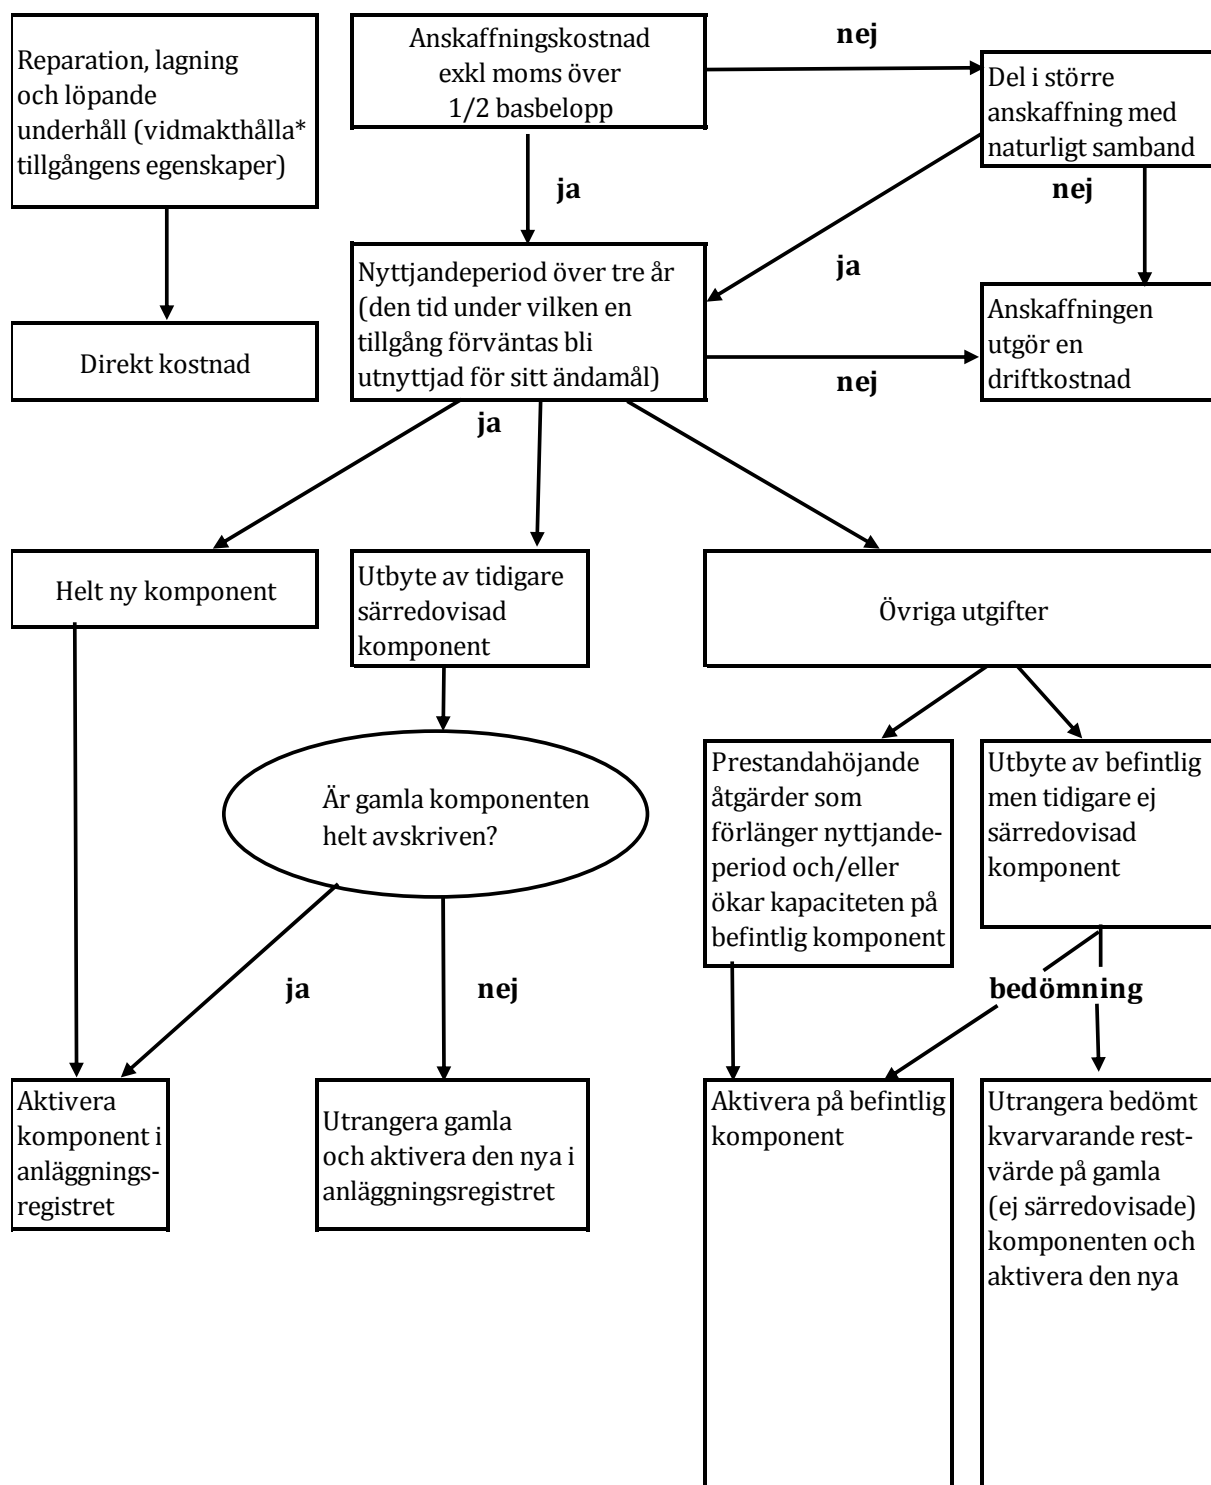 Reparation, lagning
och löpande
underhåll (vidmakthålla*
tillgångens egenskaper)
Anskaffningskostnad
exkl moms över
1/2 basbelopp
nej
Del i större
anskaffning med
naturligt samband
ja
nej
Direkt kostnad
Nyttjandeperiod över tre år
(den tid under vilken en
tillgång förväntas bli
utnyttjad för sitt ändamål)
ja
nej
Anskaffningen
utgör en
driftkostnad
ja
Helt ny komponent
Utbyte av tidigare
särredovisad
komponent
Övriga utgifter
Är gamla komponenten
helt avskriven?
Prestandahöjande
åtgärder som
förlänger nyttjande-
period och/eller
ökar kapaciteten på
befintlig komponent
Utbyte av befintlig
men tidigare ej
särredovisad
komponent
ja
nej
bedömning
Aktivera
komponent i
anläggnings-
registret
Utrangera gamla
och aktivera den nya i
anläggningsregistret
Aktivera på befintlig
komponent
Utrangera bedömt
kvarvarande rest-
värde på gamla
(ej särredovisade)
komponenten och
aktivera den nya